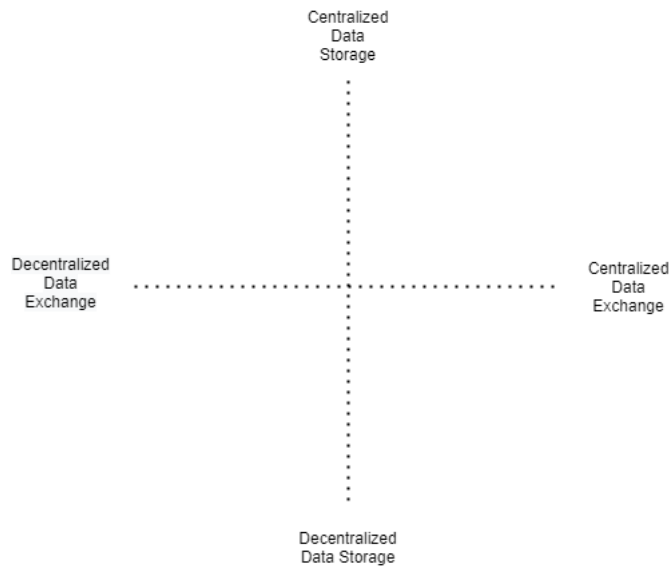 Centralized
Data
Storage
Decentralized
Data
Exchange
Centralized
Data
Exchange
Decentralized
Data Storage